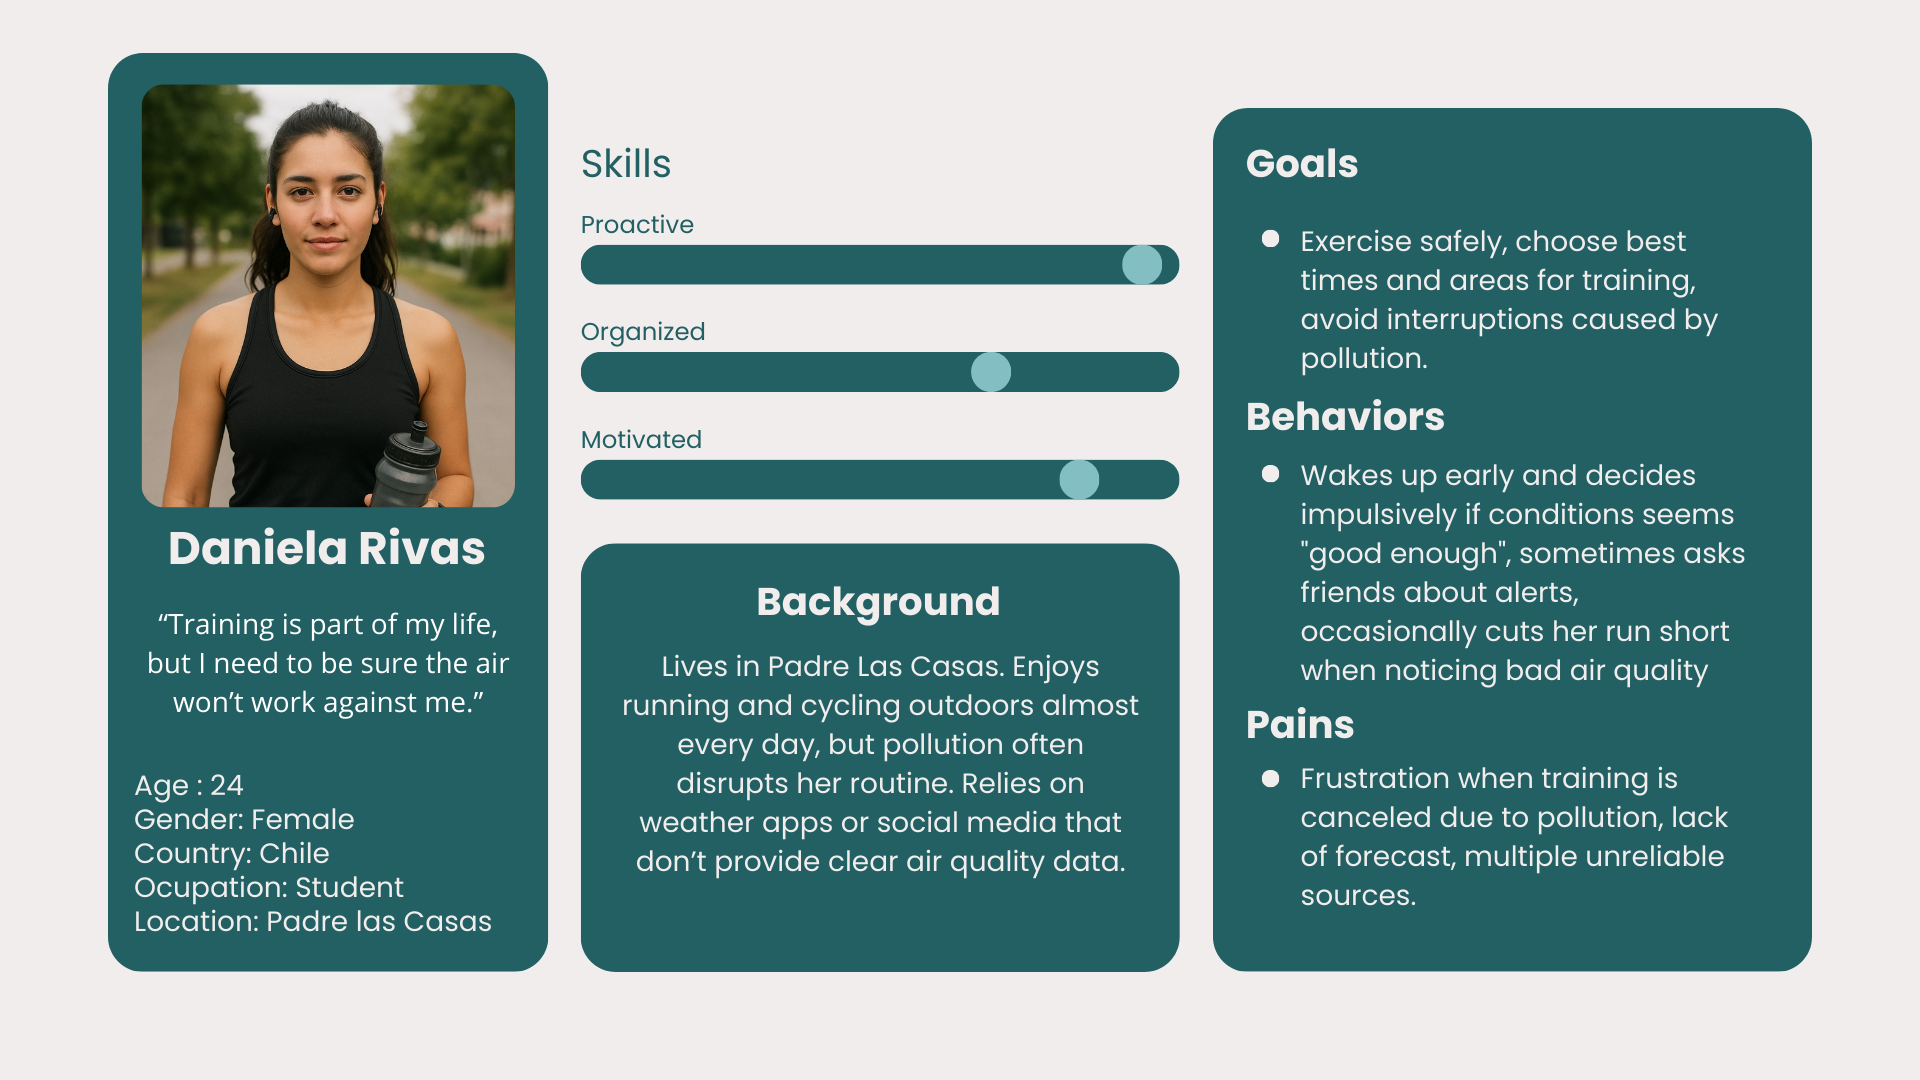 Daniela Rivas
“Training is part of my life,
but I need to be sure the air
won’t work against me.”
Age : 24
Gender: Female
Country: Chile
Ocupation: Student
Location: Padre las Casas
Skills
Proactive
Organized
Motivated
Background
Lives in Padre Las Casas. Enjoys
running and cycling outdoors almost
every day, but pollution often
disrupts her routine. Relies on
weather apps or social media that
don’t provide clear air quality data.
Goals
Exercise safely, choose best
times and areas for training,
avoid interruptions caused by
pollution.
Behaviors
Wakes up early and decides
impulsively if conditions seems
"good enough", sometimes asks
friends about alerts,
occasionally cuts her run short
when noticing bad air quality
Pains
Frustration when training is
canceled due to pollution, lack
of forecast, multiple unreliable
sources.